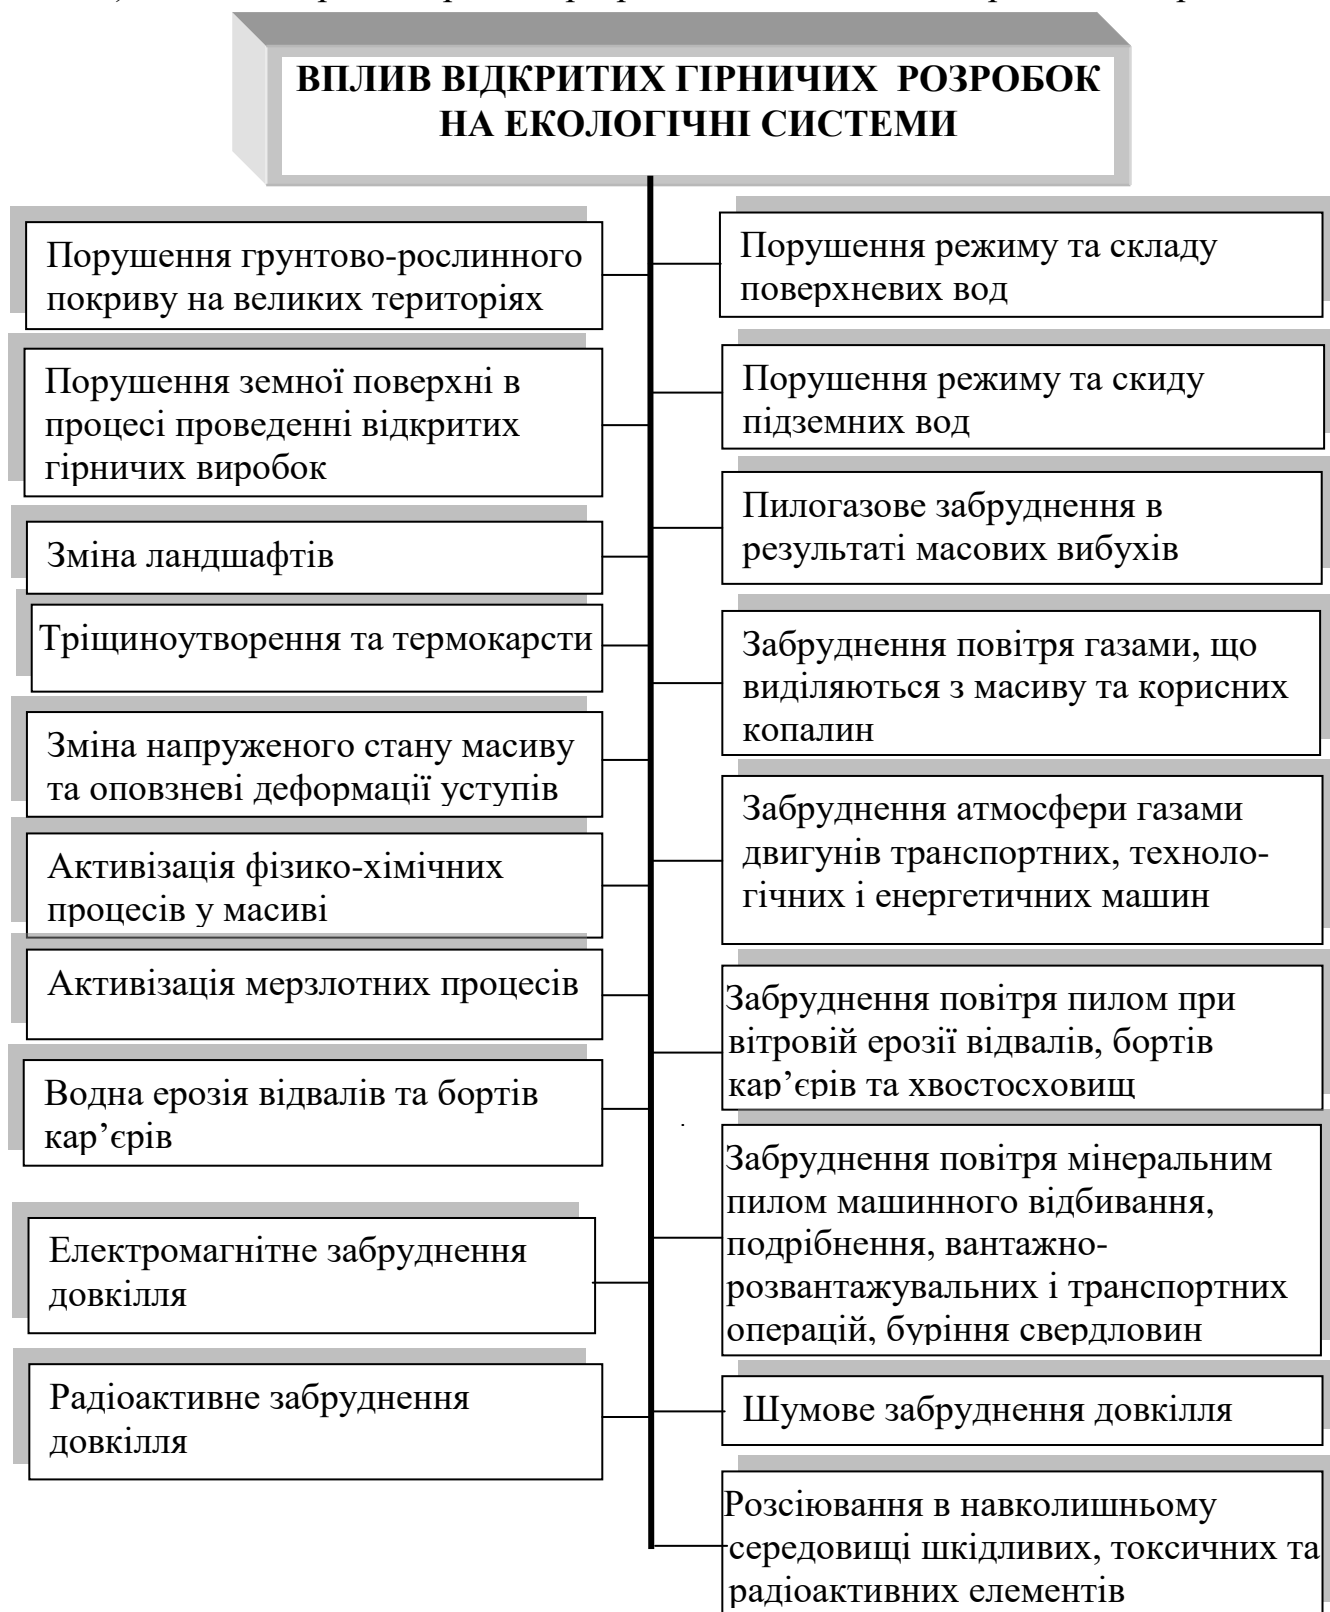 ВПЛИВ ВІДКРИТИХ ГІРНИЧИХ РОЗРОБОК
НА ЕКОЛОГІЧНІ СИСТЕМИ
Порушення грунтово-рослинного
покриву на великих територіях
Порушення земної поверхні в
процесі проведенні відкритих
гірничих виробок
Зміна ландшафтів
Тріщиноутворення та термокарсти
Зміна напруженого стану масиву
та оповзневі деформації уступів
Активізація фізико-хімічних
процесів у масиві
Активізація мерзлотних процесів
Водна ерозія відвалів та бортів
кар’єрів
Електромагнітне забруднення
довкілля
Радіоактивне забруднення
довкілля
Порушення режиму та складу
поверхневих вод
Порушення режиму та скиду
підземних вод
Пилогазове забруднення в
результаті масових вибухів
Забруднення повітря газами, що
виділяються з масиву та корисних
копалин
Забруднення атмосфери газами
двигунів транспортних, техноло-
гічних і енергетичних машин
Забруднення повітря пилом при
вітровій ерозії відвалів, бортів
кар’єрів та хвостосховищ
Забруднення повітря мінеральним
пилом машинного відбивання,
подрібнення, вантажно-
розвантажувальних і транспортних
операцій, буріння свердловин
Шумове забруднення довкілля
Розсіювання в навколишньому
середовищі шкідливих, токсичних та
радіоактивних елементів